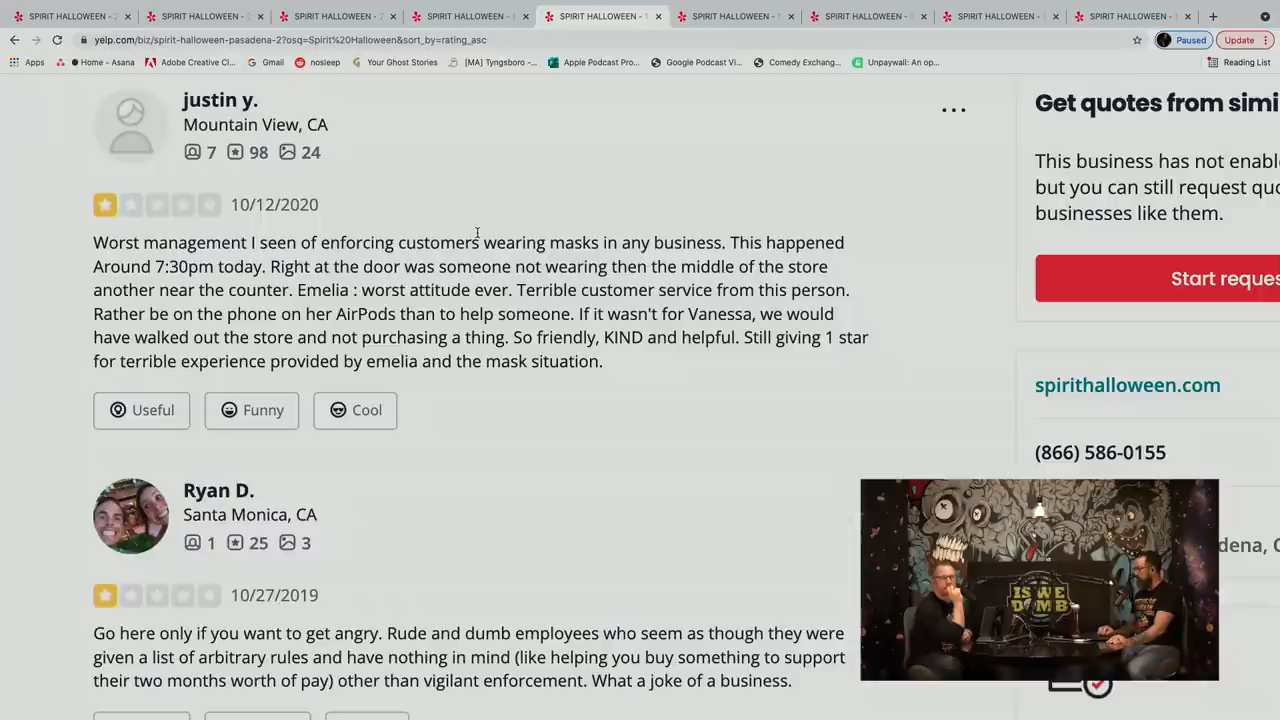 SPIRIT HALLOWEEN - 2
SPIRIT HALLOWEEN - 2
SPIRIT HALLOWEEN - 2
SPIRIT HALLOWEEN -
SPIRIT HALLOWEEN - 1
SPIRIT HALLOWEEN -
SPIRIT HALLOWEEN -
SPIRIT HALLOWEEN -
SPIRIT HALLOWEEN -
yelp.com/biz/spirit-halloween-pasadena-2?osq=Spirit%20Halloween&sort_by=rating_asc
Paused
Update
Apps
Home - Asana
Adobe Creative Cl...
Gmail
nosleep
Your Ghost Stories
[MA] Tyngsboro -...
Apple Podcast Pro...
Google Podcast Vi...
Comedy Exchang...
Unpaywall: An op...
Reading List
justin y.
Mountain View, CA
7 98 24
10/12/2020
Worst management I seen of enforcing customers wearing masks in any business. This happened
Around 7:30pm today. Right at the door was someone not wearing then the middle of the store
another near the counter. Emelia : worst attitude ever. Terrible customer service from this person.
Rather be on the phone on her AirPods than to help someone. If it wasn't for Vanessa, we would
have walked out the store and not purchasing a thing. So friendly, KIND and helpful. Still giving 1 star
for terrible experience provided by emelia and the mask situation.
Useful
Funny
Cool
Ryan D.
Santa Monica, CA
1 25 3
10/27/2019
Go here only if you want to get angry. Rude and dumb employees who seem as though they were
given a list of arbitrary rules and have nothing in mind (like helping you buy something to support
their two months worth of pay) other than vigilant enforcement. What a joke of a business.
Get quotes from simi
This business has not enable
but you can still request quo
businesses like them.
Start reques
spirithalloween.com
(866) 586-0155
dena, C
IS WE
DUMB